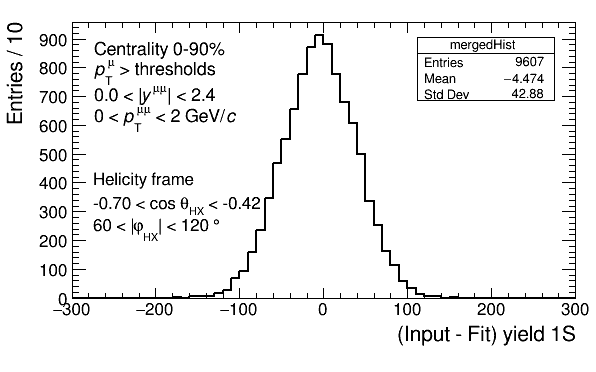 Entries / 10
900
800
700
600
500
400
300
200
100
0
Centrality 0-90%
p_T^μ > thresholds
0.0 < |y^μμ| < 2.4
0 < p_T^μμ < 2 GeV/c
Helicity frame
-0.70 < cos θ_HX < -0.42
60 < |φ_HX| < 120 °
mergedHist
Entries 9607
Mean −4.474
Std Dev 42.88
−300 −200 −100 0 100 200 300
(Input - Fit) yield 1S